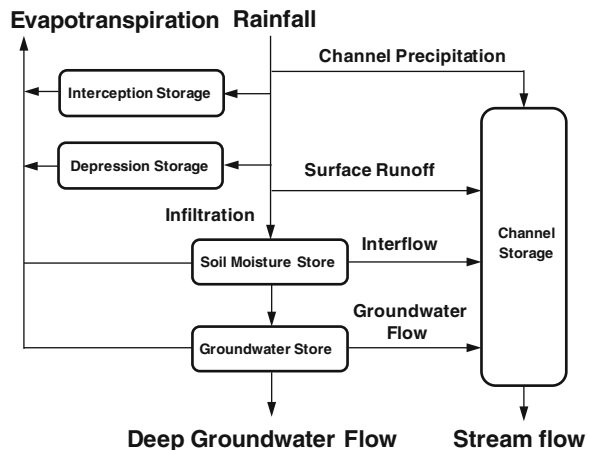 Evapotranspiration
Rainfall
Channel Precipitation
Interception Storage
Depression Storage
Surface Runoff
Infiltration
Channel
Storage
Interflow
Soil Moisture Store
Groundwater
Flow
Groundwater Store
Deep Groundwater Flow
Stream flow